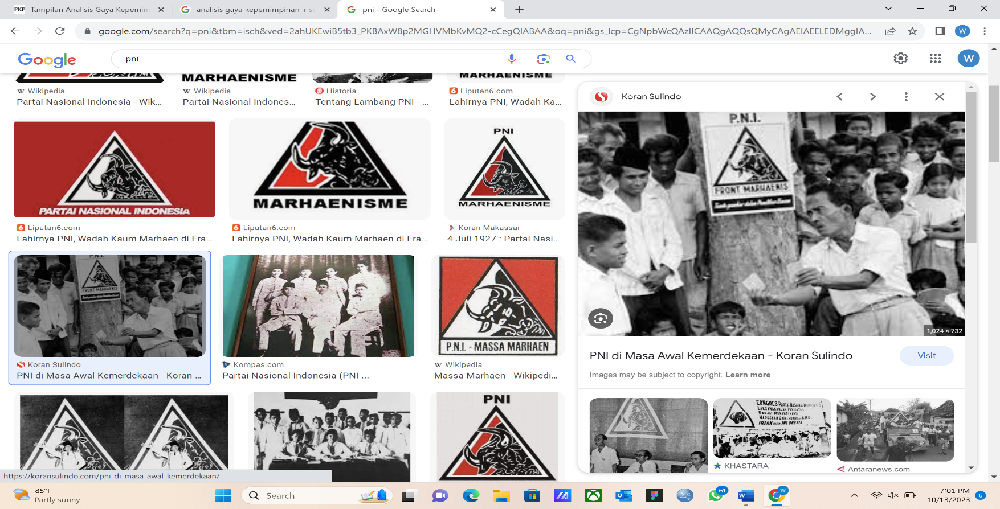 Tampilan Analisis Gaya Kepemim
analisis gaya kepemimpinan ir s
pni - Google Search
google.com/search?q=pni&tbm=isch&ved=2ahUKEwiB5tb3_PKBAxW8p2MGHVMbKvMQ2-cCegQIABAA&oq=pni&gs_lcp=CgNpbWcQAzIICAAQgAQQsQMyCAgAEIAEELEDMggIA...
W
Google
pni
W
MARHAENISME
MARHAENISME
Wikipedia
Partai Nasional Indonesia - Wik...
Wikipedia
Partai Nasional Indones...
Historia
Tentang Lambang PNI - ...
Liputan6.com
Lahirnya PNI, Wadah Ka...
PARTAI NASIONAL INDONESIA
MARHAENISME
PNI
MARHAENISME
Liputan6.com
Lahirnya PNI, Wadah Kaum Marhaen di Era...
Liputan6.com
Lahirnya PNI, Wadah Kaum Marhaen di Era...
Koran Makassar
4 Juli 1927 : Partai Nasi...
P.N.I.
FRONT MARHAENIS
P.N.I. - MASSA MARHAEN
Koran Sulindo
PNI di Masa Awal Kemerdekaan - Koran ...
Kompas.com
Partai Nasional Indonesia (PNI ...
Wikipedia
Massa Marhaen - Wikipedi...
PNI
Koran Sulindo
P.N.I.
FRONT MARHAENIS
1,024 × 732
PNI di Masa Awal Kemerdekaan - Koran Sulindo
Visit
Images may be subject to copyright. Learn more
CONGRES PARTAI NASIONAL INDONESIA
LAKSANAKANLAH PANTJASILA
RAKJAT MENANTI NANTI
IRIAN INDONESIA
KHASTARA
Antaranews.com
https://koransulindo.com/pni-di-masa-awal-kemerdekaan/
85°F
Partly sunny
Search
61
W
7:01 PM
10/13/2023
6